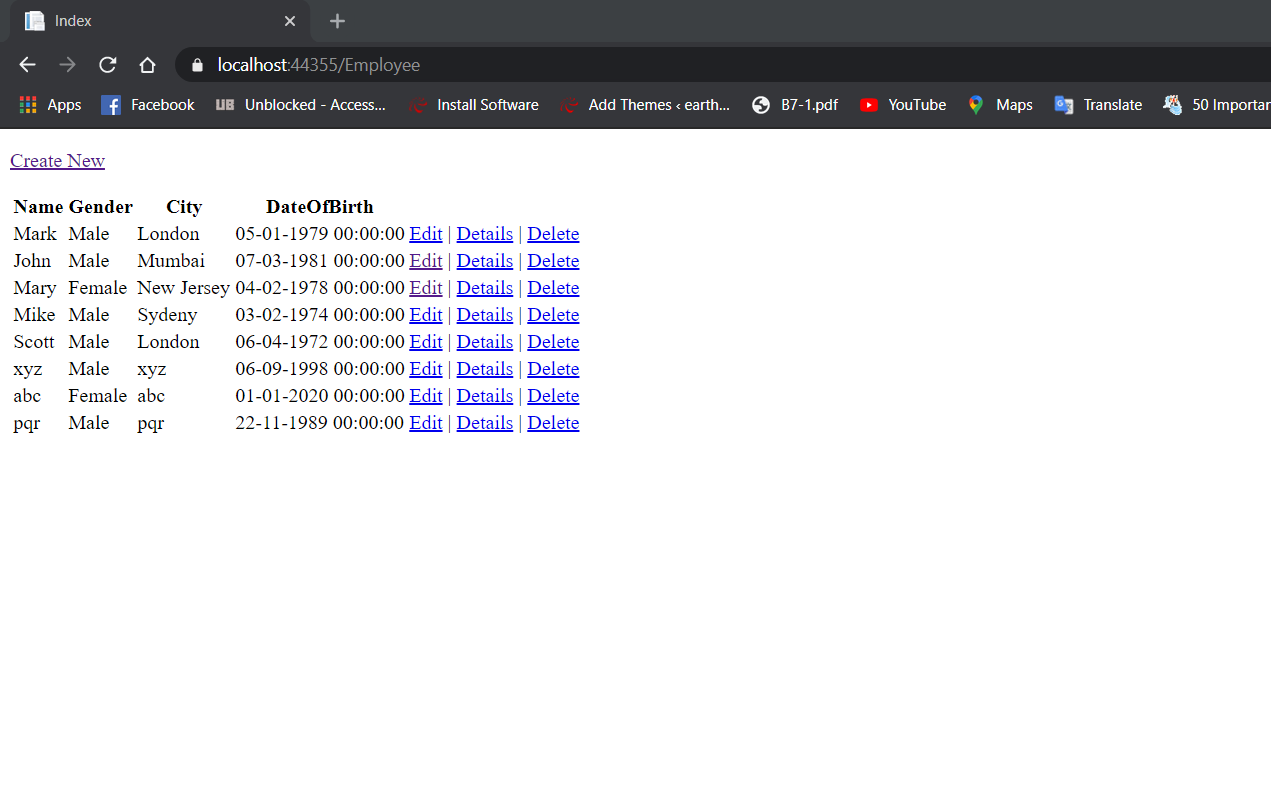 Index
localhost:44355/Employee
Apps Facebook UB Unblocked - Access... Install Software Add Themes ‹ earth... B7-1.pdf YouTube Maps Translate 50 Importan
Create New
Name Gender City DateOfBirth
Mark Male London 05-01-1979 00:00:00 Edit | Details | Delete
John Male Mumbai 07-03-1981 00:00:00 Edit | Details | Delete
Mary Female New Jersey 04-02-1978 00:00:00 Edit | Details | Delete
Mike Male Sydeny 03-02-1974 00:00:00 Edit | Details | Delete
Scott Male London 06-04-1972 00:00:00 Edit | Details | Delete
xyz Male xyz 06-09-1998 00:00:00 Edit | Details | Delete
abc Female abc 01-01-2020 00:00:00 Edit | Details | Delete
pqr Male pqr 22-11-1989 00:00:00 Edit | Details | Delete